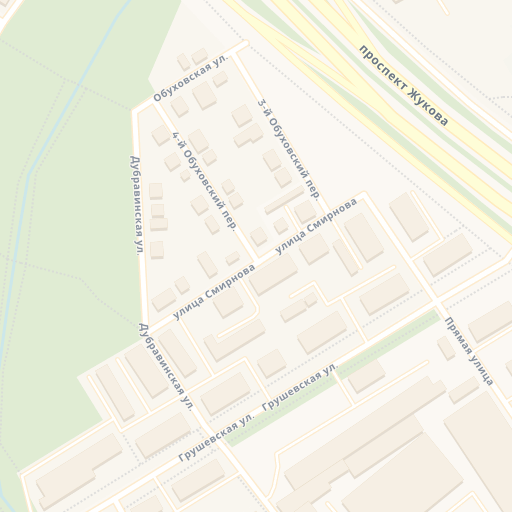 проспект Жукова
Обуховская ул.
3-й Обуховский пер.
4-й Обуховский пер.
Дубравинская ул.
улица Смирнова
улица Смирнова
Дубравинская ул.
Прямая улица
Грушевская ул.
Грушевская ул.